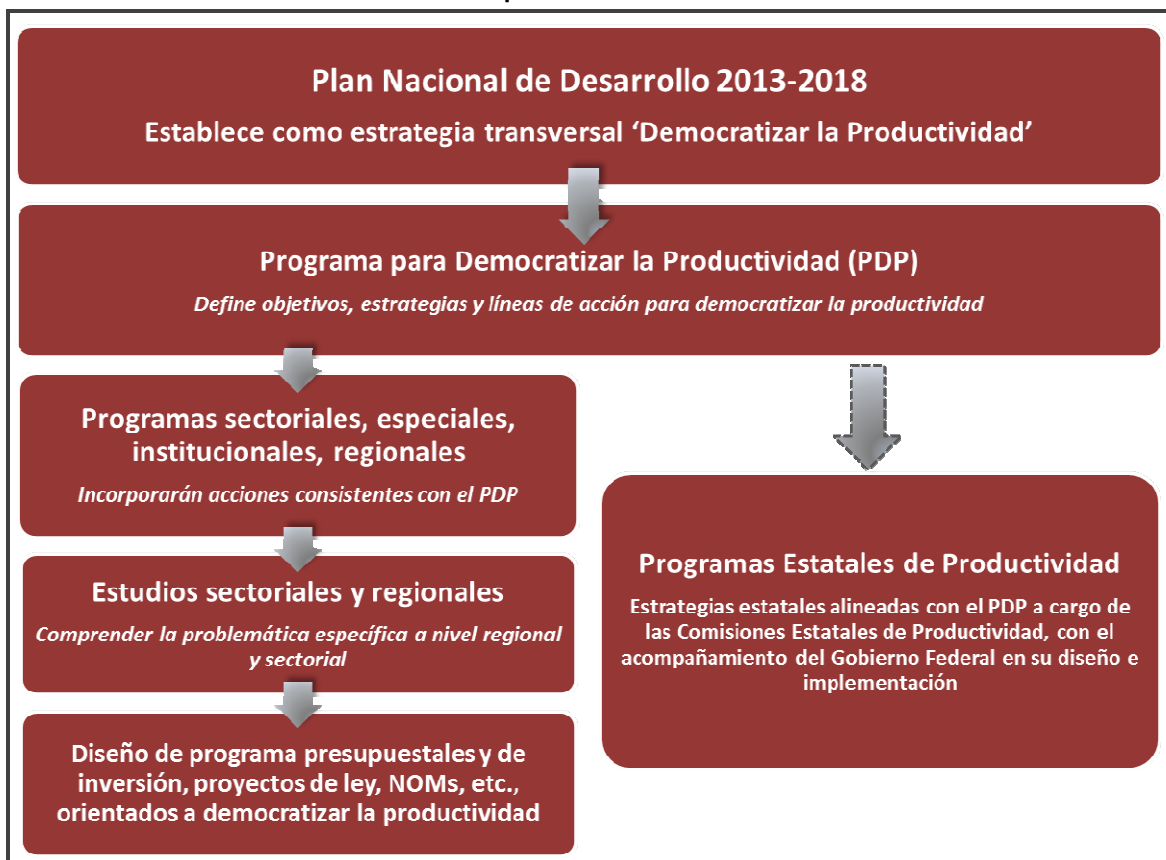 Plan Nacional de Desarrollo 2013-2018
Establece como estrategia transversal ‘Democratizar la Productividad’
Programa para Democratizar la Productividad (PDP)
Define objetivos, estrategias y líneas de acción para democratizar la productividad
Programas sectoriales, especiales,
institucionales, regionales
Incorporarán acciones consistentes con el PDP
Estudios sectoriales y regionales
Comprender la problemática específica a nivel regional
y sectorial
Diseño de programa presupuestales y de
inversión, proyectos de ley, NOMs, etc.,
orientados a democratizar la productividad
Programas Estatales de Productividad
Estrategias estatales alineadas con el PDP a cargo de
las Comisiones Estatales de Productividad, con el
acompañamiento del Gobierno Federal en su diseño e
implementación